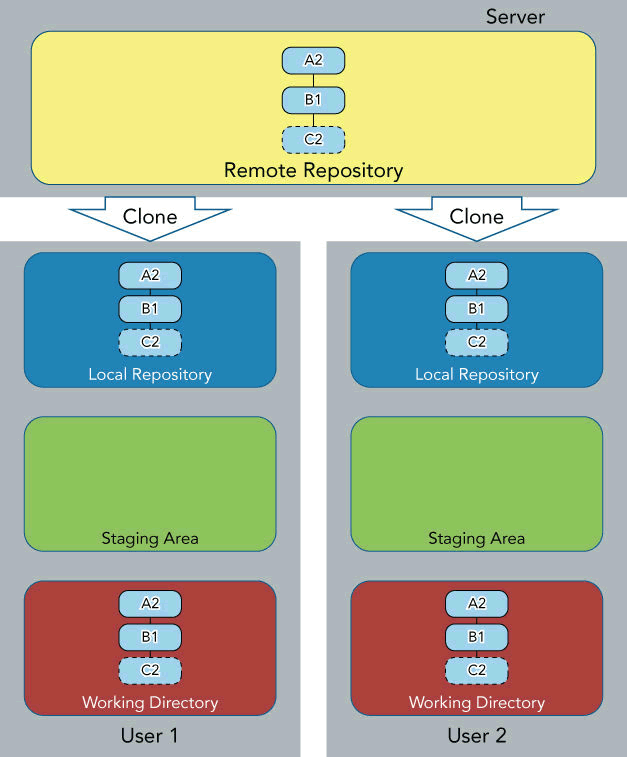 Server
A2
B1
C2
Remote Repository
Clone
Clone
A2
B1
C2
Local Repository
A2
B1
C2
Local Repository
Staging Area
Staging Area
A2
B1
C2
Working Directory
A2
B1
C2
Working Directory
User 1
User 2